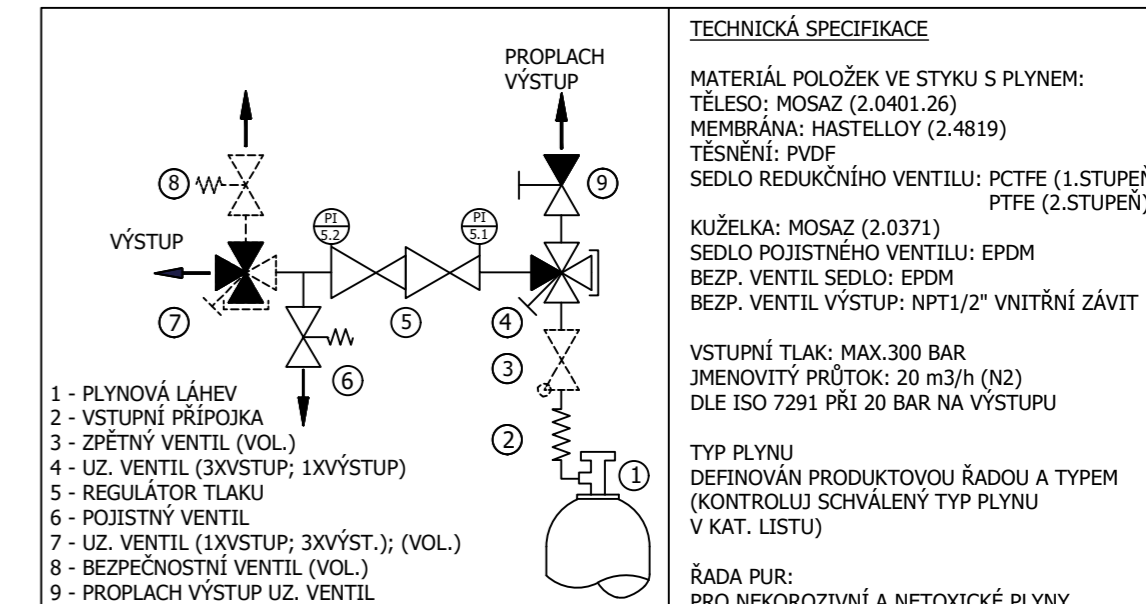 PROPLACH
VÝSTUP
8
9
PI
5.2
PI
5.1
VÝSTUP
7
5
4
6
3
2
1
1 - PLYNOVÁ LÁHEV
2 - VSTUPNÍ PŘÍPOJKA
3 - ZPĚTNÝ VENTIL (VOL.)
4 - UZ. VENTIL (3XVSTUP; 1XVÝSTUP)
5 - REGULÁTOR TLAKU
6 - POJISTNÝ VENTIL
7 - UZ. VENTIL (1XVSTUP; 3XVÝST.); (VOL.)
8 - BEZPEČNOSTNÍ VENTIL (VOL.)
9 - PROPLACH VÝSTUP UZ. VENTIL
TECHNICKÁ SPECIFIKACE
MATERIÁL POLOŽEK VE STYKU S PLYNEM:
TĚLESO: MOSAZ (2.0401.26)
MEMBRÁNA: HASTELLOY (2.4819)
TĚSNĚNÍ: PVDF
SEDLO REDUKČNÍHO VENTILU: PCTFE (1.STUPEŇ
PTFE (2.STUPEŇ)
KUŽELKA: MOSAZ (2.0371)
SEDLO POJISTNÉHO VENTILU: EPDM
BEZP. VENTIL SEDLO: EPDM
BEZP. VENTIL VÝSTUP: NPT1/2" VNITŘNÍ ZÁVIT
VSTUPNÍ TLAK: MAX.300 BAR
JMENOVITÝ PRŮTOK: 20 m3/h (N2)
DLE ISO 7291 PŘI 20 BAR NA VÝSTUPU
TYP PLYNU
DEFINOVÁN PRODUKTOVOU ŘADOU A TYPEM
(KONTROLUJ SCHVÁLENÝ TYP PLYNU
V KAT. LISTU)
ŘADA PUR:
PRO NEKOROZIVNÍ A NETOXICKÉ PLYNY